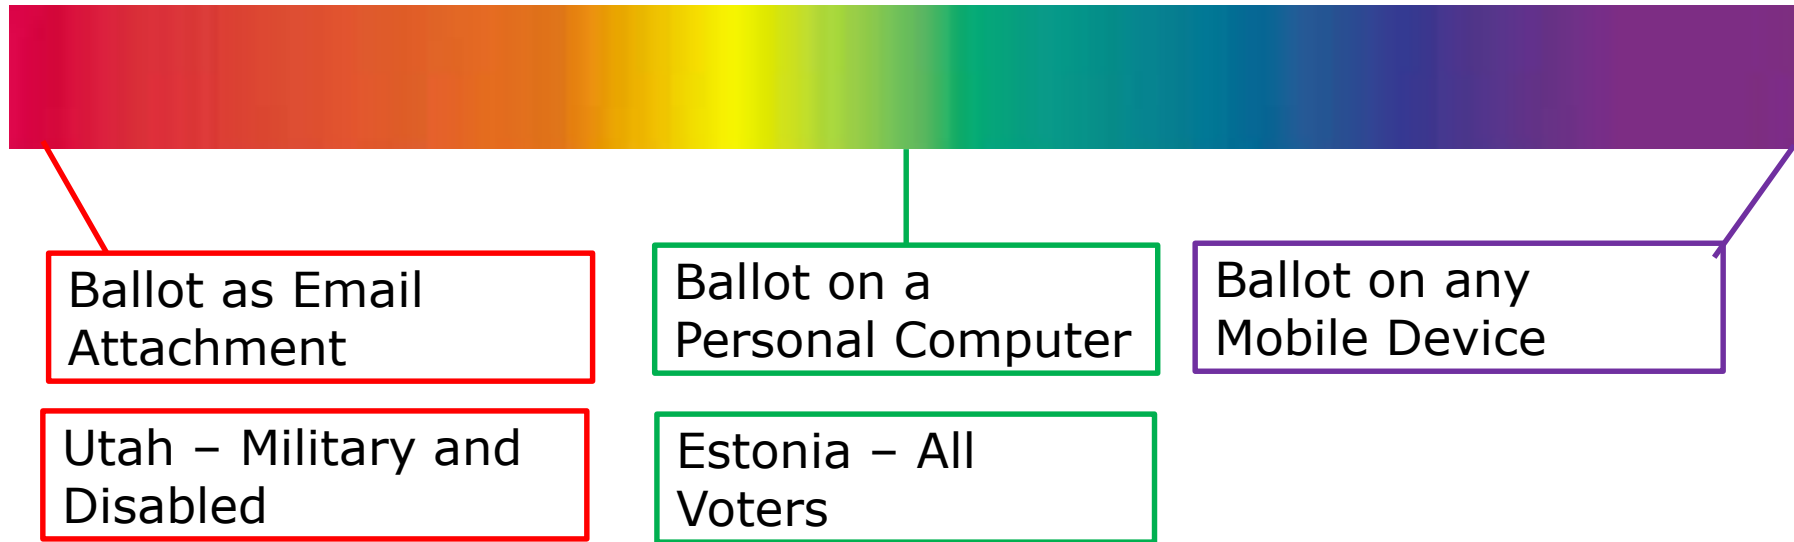 Ballot as Email
Attachment
Ballot on a
Personal Computer
Ballot on any
Mobile Device
Utah – Military and
Disabled
Estonia – All
Voters